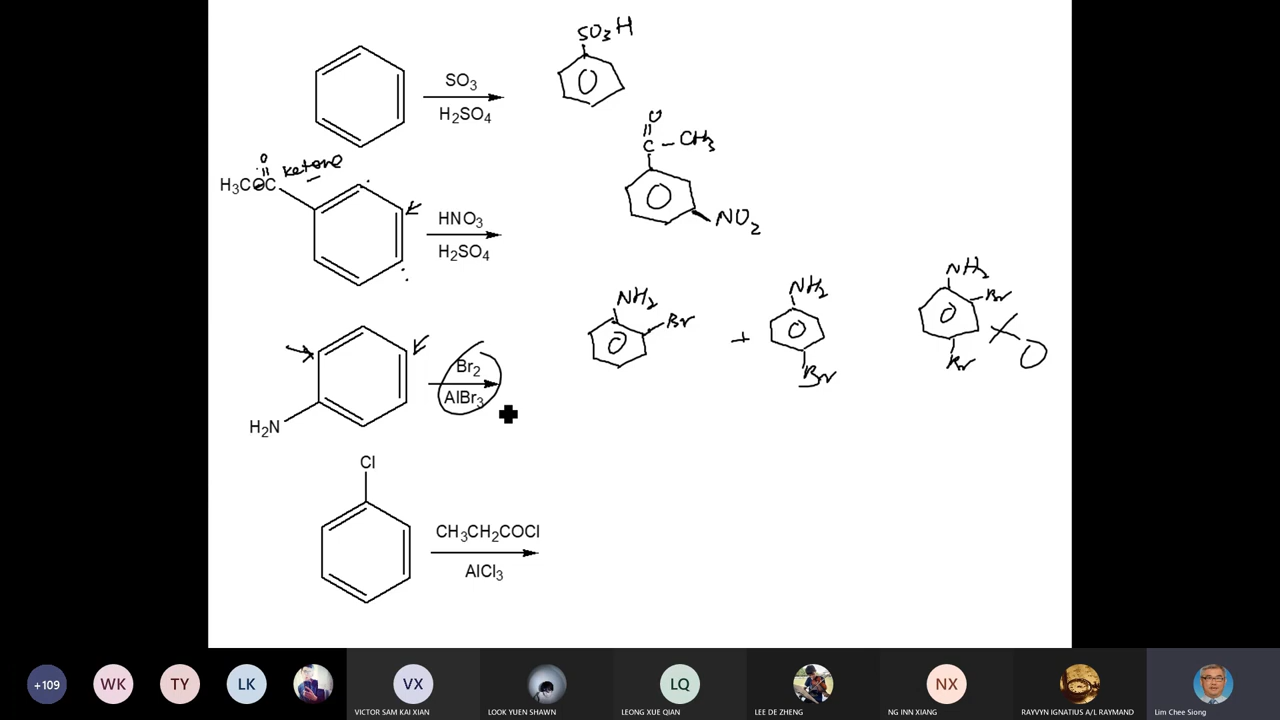 SO3H
SO3
H2SO4
O
C-CH3
O
ketone
H3COC
HNO3
H2SO4
NO2
NH2
Br
+
NH2
Br
NH2
Br
Br
Br2
AlBr3
H2N
Cl
CH3CH2COCl
AlCl3
+109
WK
TY
LK
VX
LQ
NX
VICTOR SAM KAI XIAN
LOOK YUEN SHAWN
LEONG XUE QIAN
LEE DE ZHENG
NG INN XIANG
RAYVYN IGNATIUS A/L RAYMAND
Lim Chee Siong